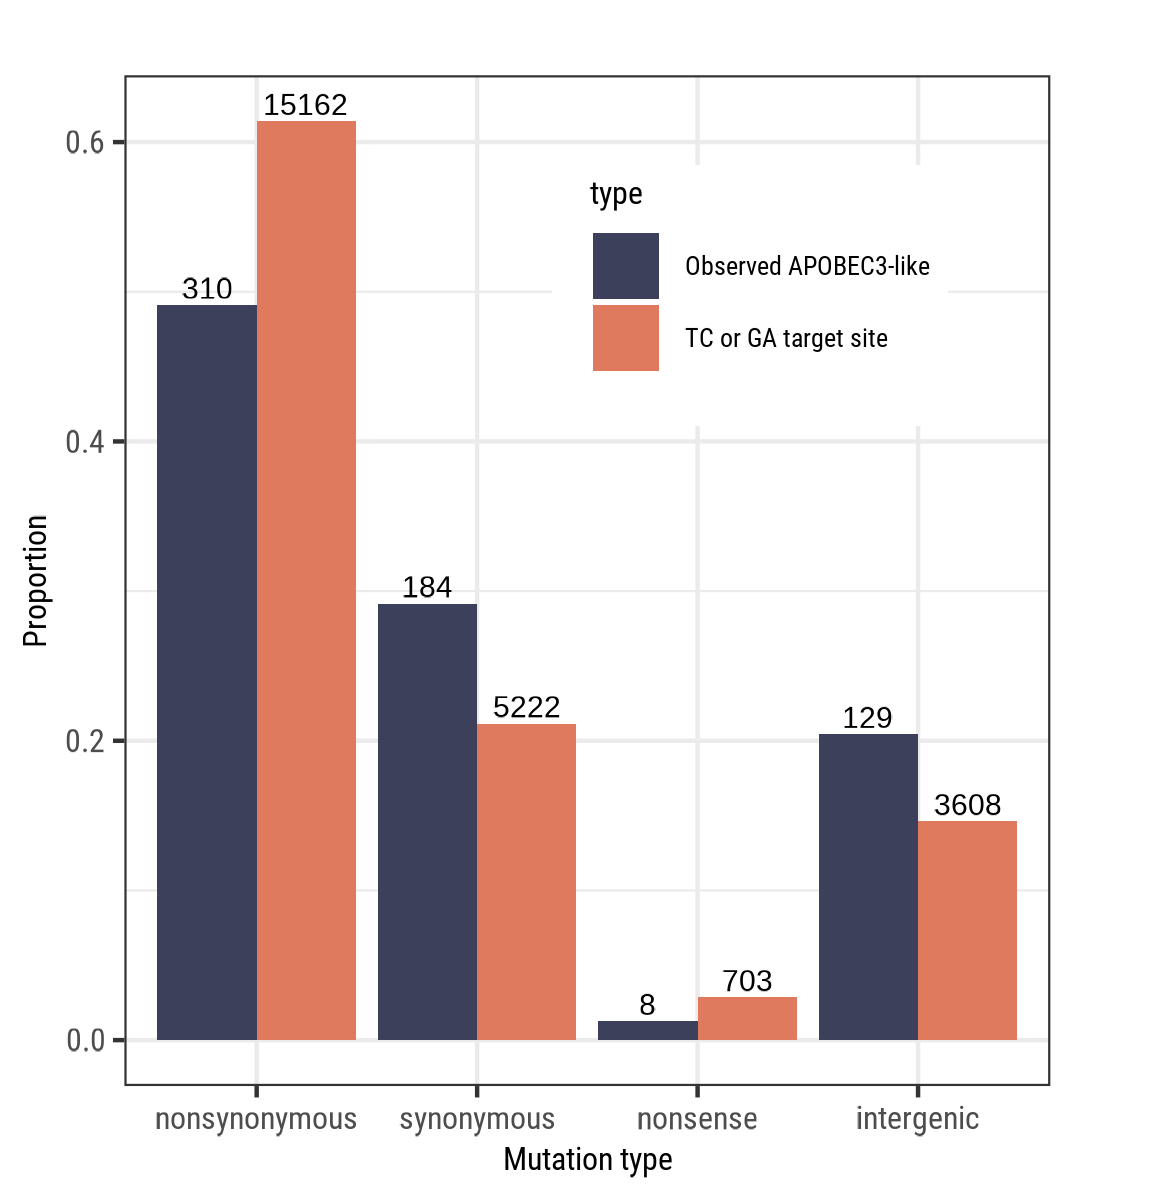 15162
0.6
type
310
Observed APOBEC3-like
TC or GA target site
0.4
Proportion
184
5222
129
0.2
3608
703
8
0.0
nonsynonymous synonymous nonsense intergenic
Mutation type